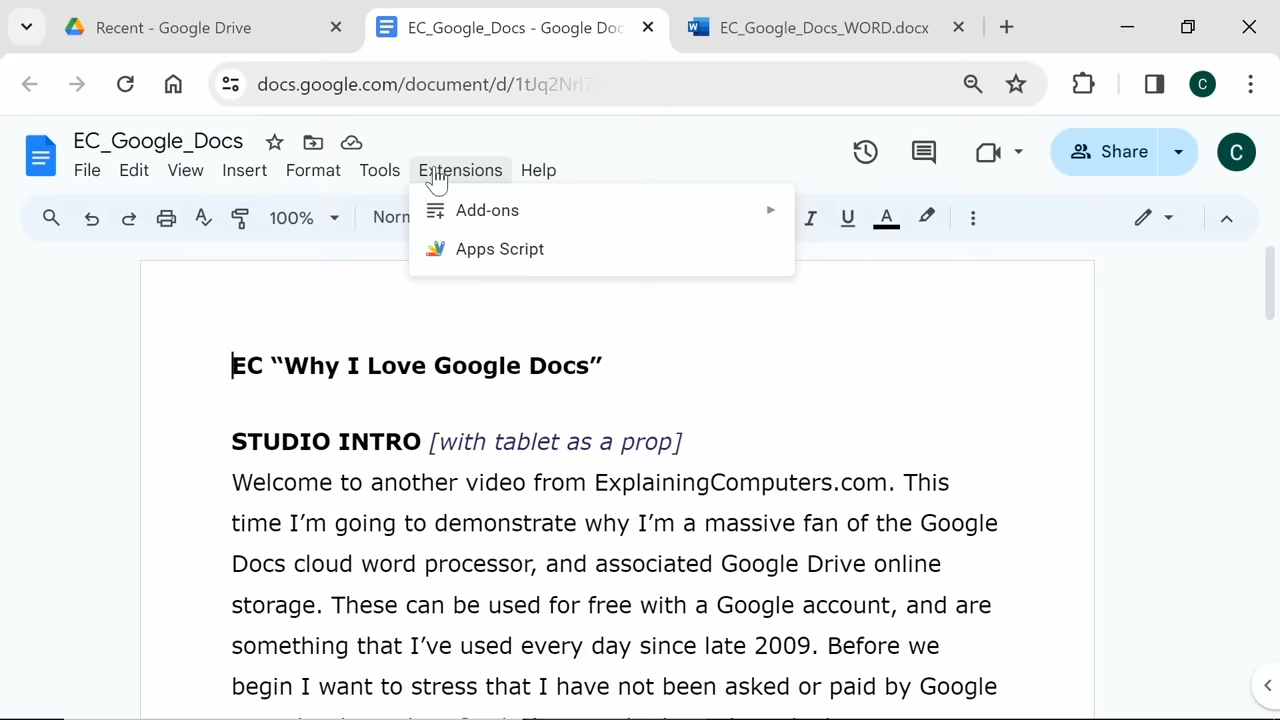 Recent - Google Drive
EC_Google_Docs - Google Doc
EC_Google_Docs_WORD.docx
docs.google.com/document/d/1tJq2Nrl7
C
EC_Google_Docs
File Edit View Insert Format Tools Extensions Help
Share
C
100%
Norn
Add-ons
Apps Script
EC “Why I Love Google Docs”
STUDIO INTRO [with tablet as a prop]
Welcome to another video from ExplainingComputers.com. This
time I’m going to demonstrate why I’m a massive fan of the Google
Docs cloud word processor, and associated Google Drive online
storage. These can be used for free with a Google account, and are
something that I’ve used every day since late 2009. Before we
begin I want to stress that I have not been asked or paid by Google